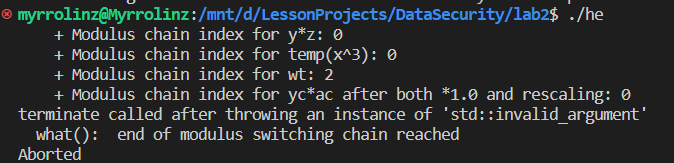 myrrolinz@Myrrolinz:/mnt/d/LessonProjects/DataSecurity/lab2$ ./he
    + Modulus chain index for y*z: 0
    + Modulus chain index for temp(x^3): 0
    + Modulus chain index for wt: 2
    + Modulus chain index for yc*ac after both *1.0 and rescaling: 0
terminate called after throwing an instance of 'std::invalid_argument'
  what():  end of modulus switching chain reached
Aborted